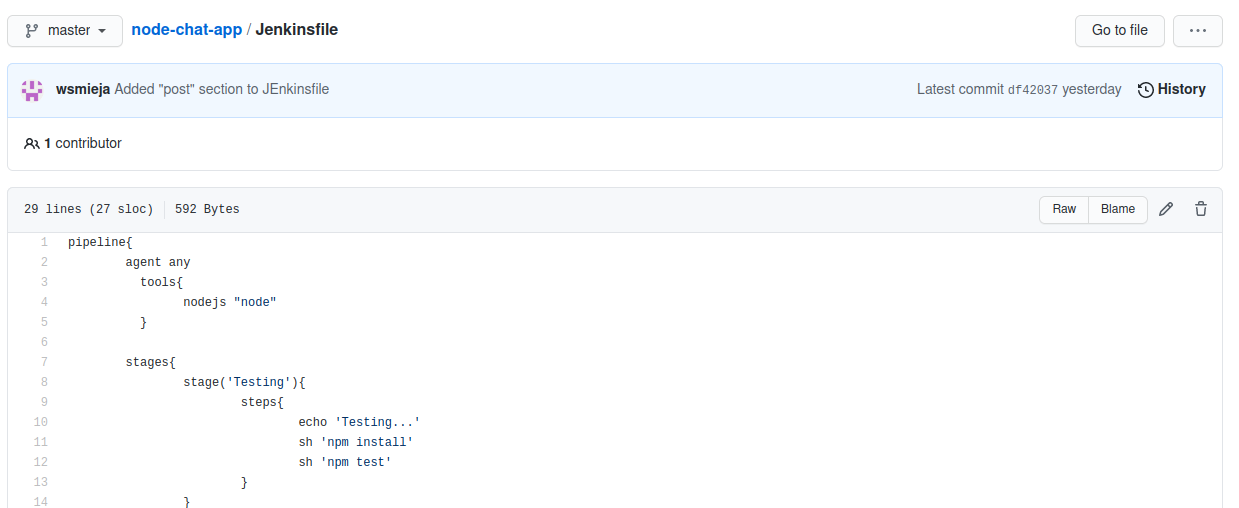 master node-chat-app / Jenkinsfile Go to file ...
wsmieja Added "post" section to JEnkinsfile Latest commit df42037 yesterday History
1 contributor
29 lines (27 sloc) 592 Bytes Raw Blame
1 pipeline{
2 agent any
3 tools{
4 nodejs "node"
5 }
6
7 stages{
8 stage('Testing'){
9 steps{
10 echo 'Testing...'
11 sh 'npm install'
12 sh 'npm test'
13 }
14 }